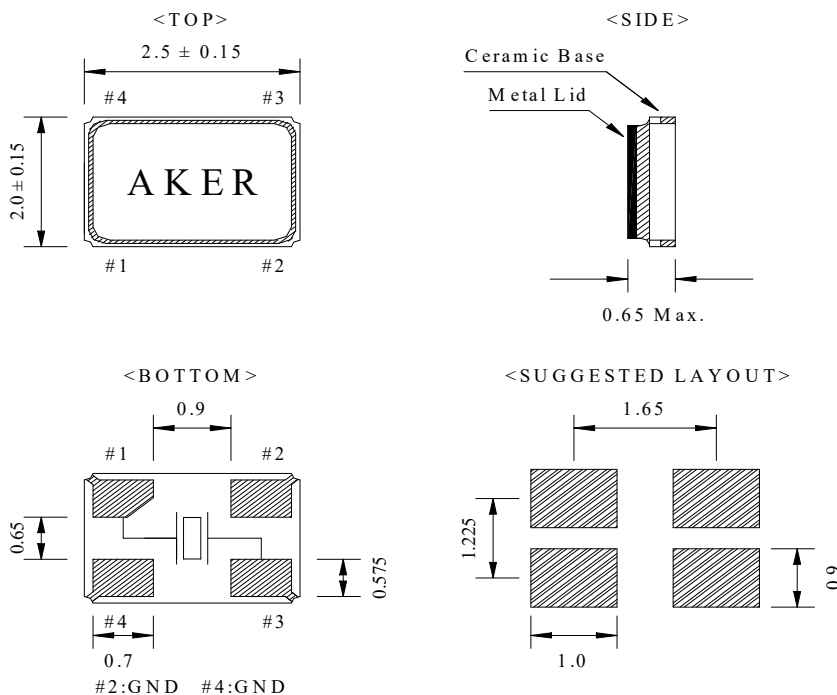 <TOP>
2.5 ± 0.15
#4 #3
2.0 ± 0.15
AKER
#1 #2
<SIDE>
Ceramic Base
Metal Lid
0.65 Max.
<BOTTOM>
0.9
#1 #2
0.65
0.575
#4 #3
0.7
#2:GND #4:GND
<SUGGESTED LAYOUT>
1.65
1.225
0.9
1.0